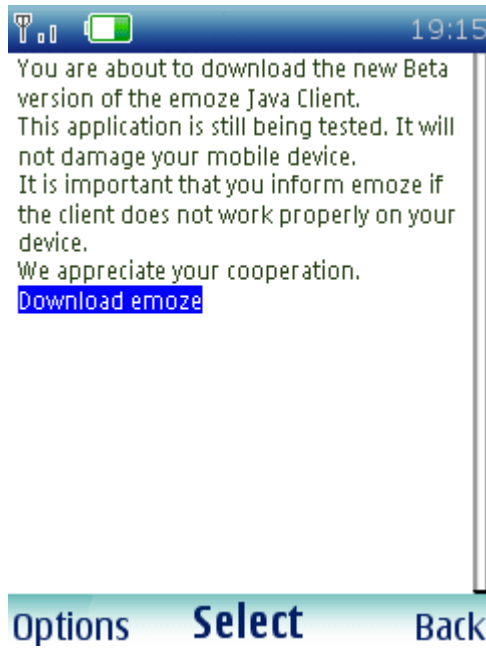 19:15
You are about to download the new Beta
version of the emoze Java Client.
This application is still being tested. It will
not damage your mobile device.
It is important that you inform emoze if
the client does not work properly on your
device.
We appreciate your cooperation.
Download emoze
Options Select Back